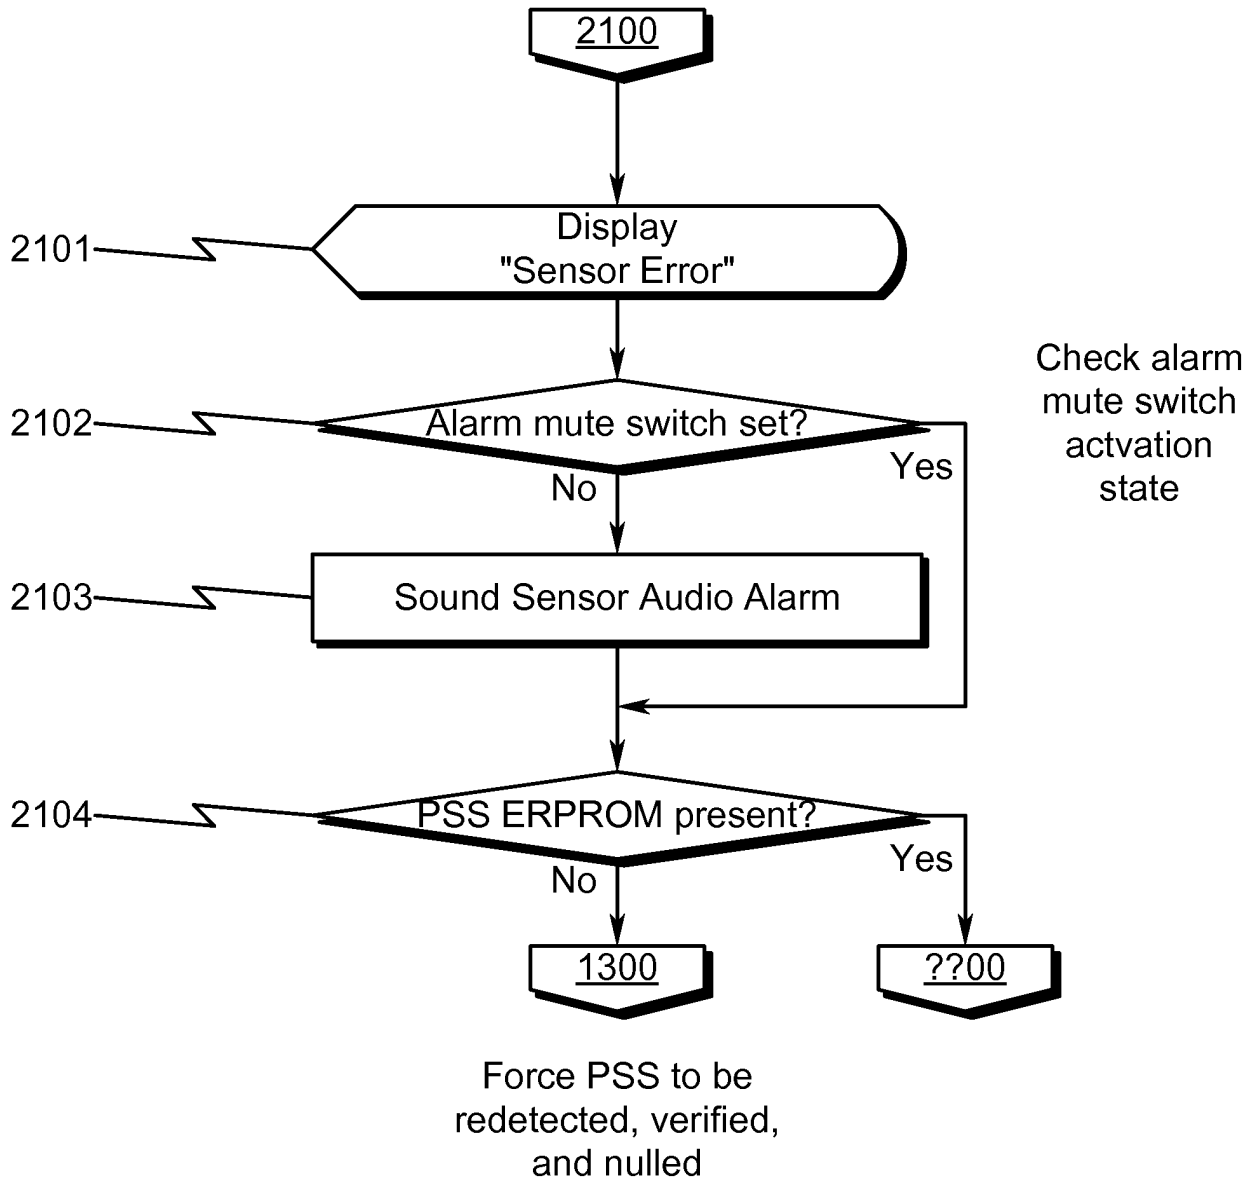 2100
2101
Display
"Sensor Error"
Check alarm
mute switch
actvation
state
2102
Alarm mute switch set?
Yes
No
2103
Sound Sensor Audio Alarm
2104
PSS ERPROM present?
Yes
No
1300
??00
Force PSS to be
redetected, verified,
and nulled